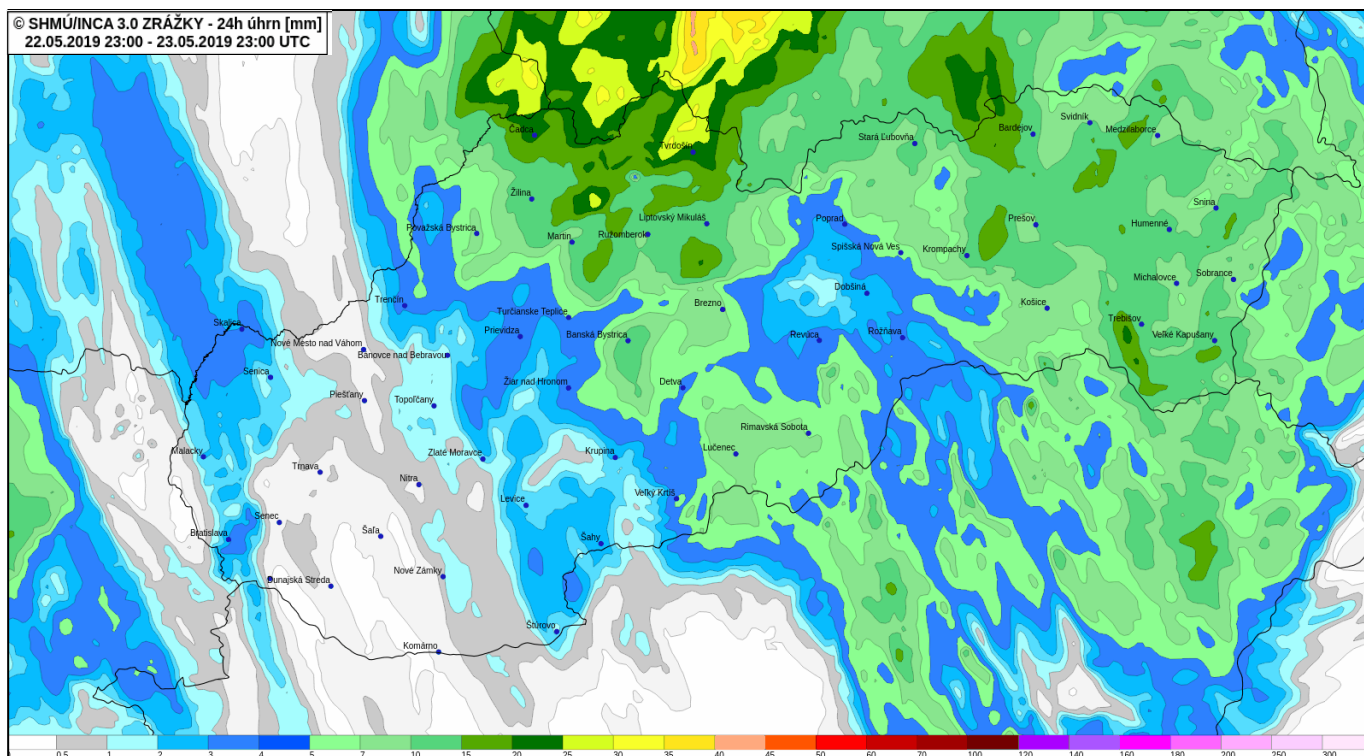 © SHMÚ/INCA 3.0 ZRÁŽKY - 24h úhrn [mm]
22.05.2019 23:00 - 23.05.2019 23:00 UTC
Čadca
Tvrdošín
Stará Ľubovňa
Bardejov
Svidník
Medzilaborce
Žilina
Považská Bystrica
Martin
Ružomberok
Liptovský Mikuláš
Poprad
Spišská Nová Ves
Krompachy
Prešov
Humenné
Snina
Trenčín
Turčianske Teplice
Brezno
Dobšiná
Košice
Michalovce
Sobrance
Skalica
Nové Mesto nad Váhom
Bánovce nad Bebravou
Prievidza
Banská Bystrica
Revúca
Rožňava
Trebišov
Veľké Kapušany
Senica
Piešťany
Topoľčany
Žiar nad Hronom
Detva
Malacky
Trnava
Nitra
Zlaté Moravce
Krupina
Lučenec
Rimavská Sobota
Bratislava
Senec
Šaľa
Levice
Veľký Krtíš
Šahy
Dunajská Streda
Nové Zámky
Štúrovo
Komárno
0.5 1 2 3 4 5 7 10 15 20 25 30 35 40 45 50 60 70 100 120 140 160 180 200 250 300